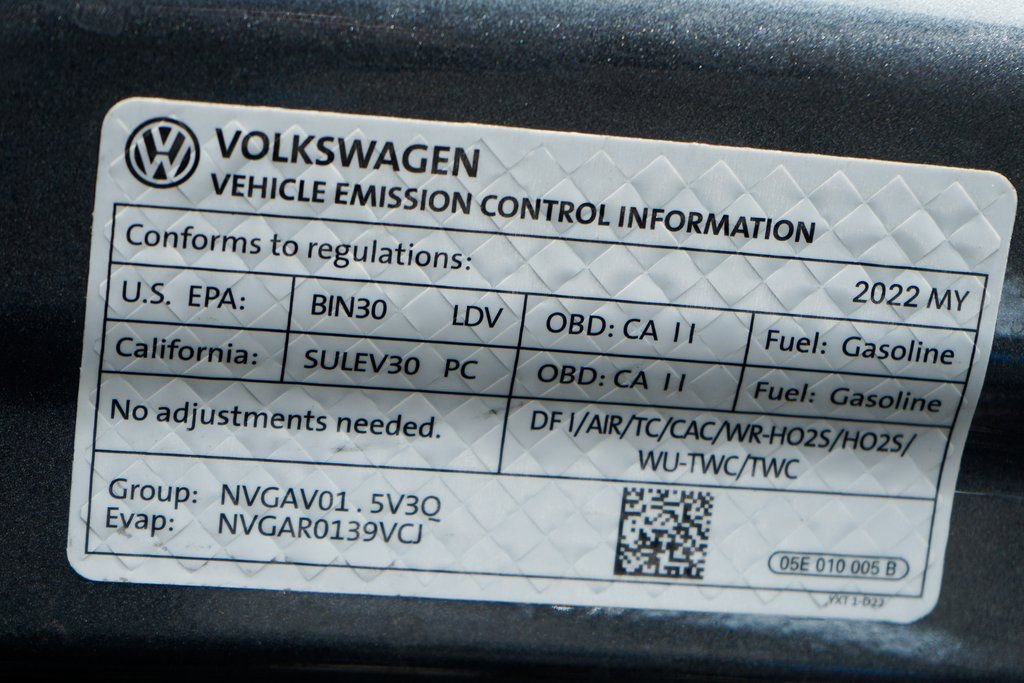 VOLKSWAGEN
VEHICLE EMISSION CONTROL INFORMATION
Conforms to regulations:
2022 MY
U.S. EPA: BIN30 LDV OBD: CA II Fuel: Gasoline
California: SULEV30 PC OBD: CA II Fuel: Gasoline
No adjustments needed.
DFI/AIR/TC/CAC/WR-HO2S/HO2S/
WU-TWC/TWC
Group: NVGAV01.5V3Q
Evap: NVGAR0139VCJ
05E 010 005 B